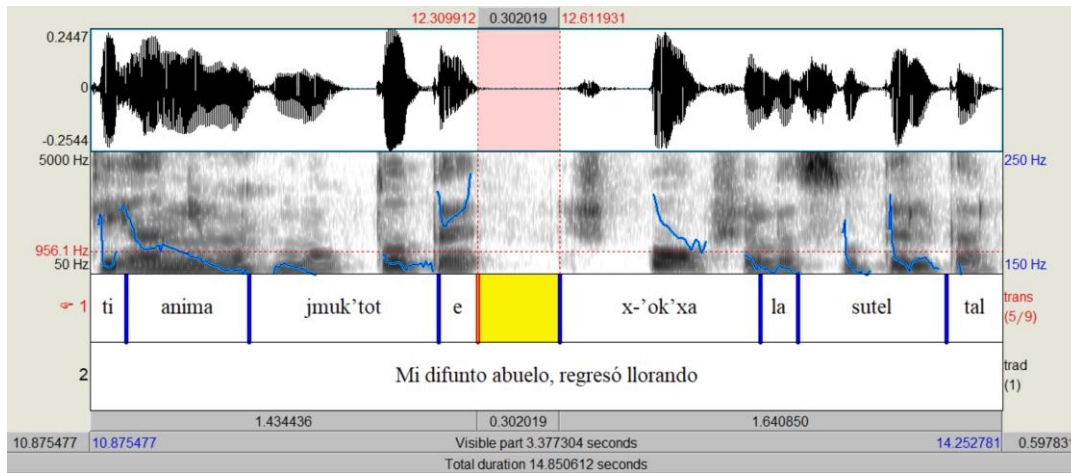 12.309912 0.302019 12.611931
0.2447
0
-0.2544
5000 Hz 250 Hz
956.1 Hz
50 Hz 150 Hz
☞ 1 ti anima jmuk'tot e x-'ok'xa la sutel tal trans
(5/9)
2 Mi difunto abuelo, regresó llorando trad
(1)
1.434436 0.302019 1.640850
10.875477 10.875477 Visible part 3.377304 seconds 14.252781 0.597831
Total duration 14.850612 seconds